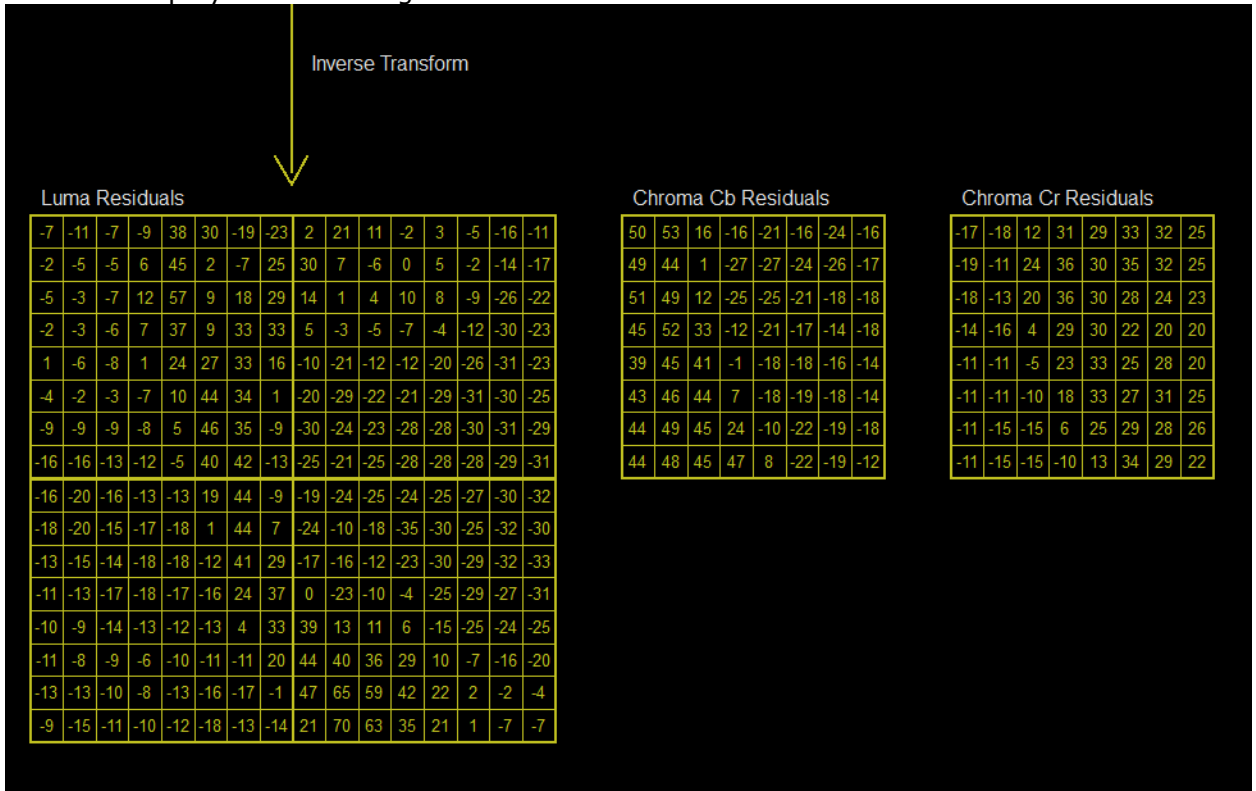 Inverse Transform
Luma Residuals
-7 -11 -7 -9 38 30 -19 -23 2 21 11 -2 3 -5 -16 -11
-2 -5 -5 6 45 2 -7 25 30 7 -6 0 5 -2 -14 -17
-5 -3 -7 12 57 9 18 29 14 1 4 10 8 -9 -26 -22
-2 -3 -6 7 37 9 33 33 5 -3 -5 -7 -4 -12 -30 -23
1 -6 -8 1 24 27 33 16 -10 -21 -12 -12 -20 -26 -31 -23
-4 -2 -3 -7 10 44 34 1 -20 -29 -22 -21 -29 -31 -30 -25
-9 -9 -9 -8 5 46 35 -9 -30 -24 -23 -28 -28 -30 -31 -29
-16 -16 -13 -12 -5 40 42 -13 -25 -21 -25 -28 -28 -28 -29 -31
-16 -20 -16 -13 -13 19 44 -9 -19 -24 -25 -24 -25 -27 -30 -32
-18 -20 -15 -17 -18 1 44 7 -24 -10 -18 -35 -30 -25 -32 -30
-13 -15 -14 -18 -18 -12 41 29 -17 -16 -12 -23 -30 -29 -32 -33
-11 -13 -17 -18 -17 -16 24 37 0 -23 -10 -4 -25 -29 -27 -31
-10 -9 -14 -13 -12 -13 4 33 39 13 11 6 -15 -25 -24 -25
-11 -8 -9 -6 -10 -11 -11 20 44 40 36 29 10 -7 -16 -20
-13 -13 -10 -8 -13 -16 -17 -1 47 65 59 42 22 2 -2 -4
-9 -15 -11 -10 -12 -18 -13 -14 21 70 63 35 21 1 -7 -7
Chroma Cb Residuals
50 53 16 -16 -21 -16 -24 -16
49 44 1 -27 -27 -24 -26 -17
51 49 12 -25 -25 -21 -18 -18
45 52 33 -12 -21 -17 -14 -18
39 45 41 -1 -18 -18 -16 -14
43 46 44 7 -18 -19 -18 -14
44 49 45 24 -10 -22 -19 -18
44 48 45 47 8 -22 -19 -12
Chroma Cr Residuals
-17 -18 12 31 29 33 32 25
-19 -11 24 36 30 35 32 25
-18 -13 20 36 30 28 24 23
-14 -16 4 29 30 22 20 20
-11 -11 -5 23 33 25 28 20
-11 -11 -10 18 33 27 31 25
-11 -15 -15 6 25 29 28 26
-11 -15 -15 -10 13 34 29 22